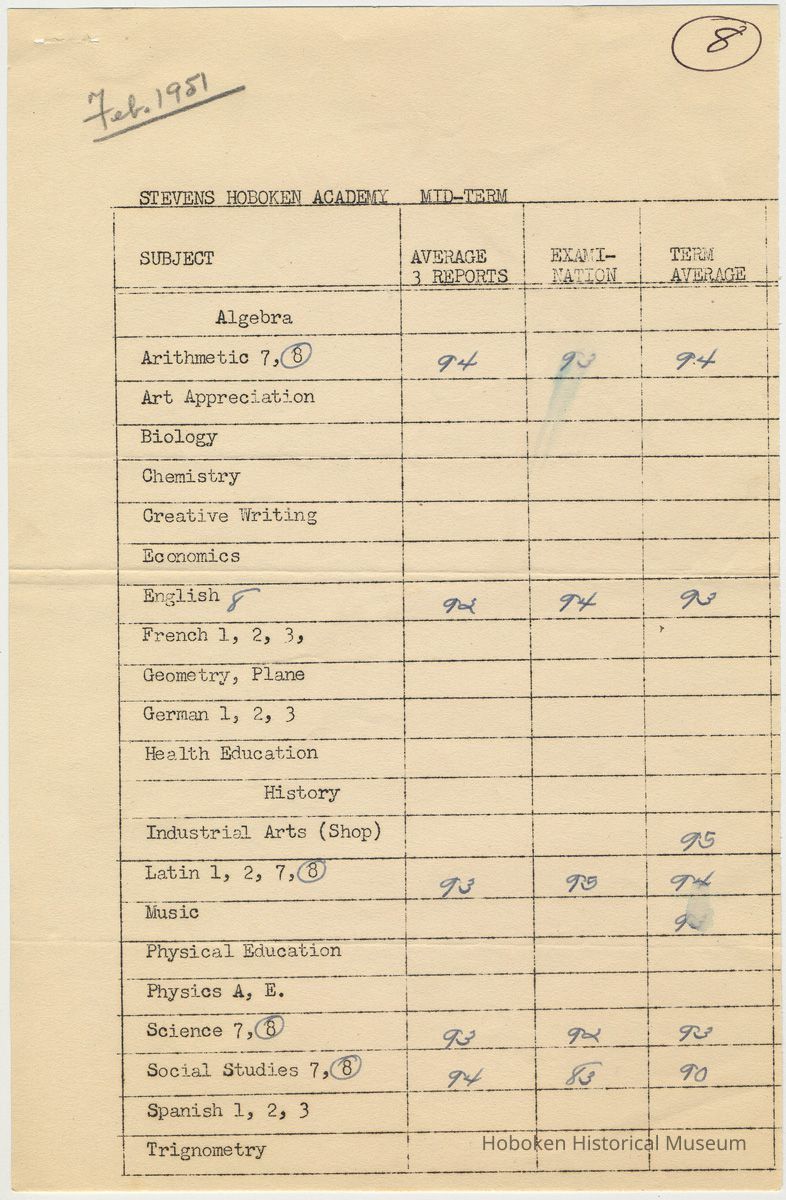 8
Feb. 1951
STEVENS HOBOKEN ACADEMY MID-TERM
SUBJECT AVERAGE 3 REPORTS EXAMI-NATION TERM AVERAGE
Algebra
Arithmetic 7, 8 94 93 94
Art Appreciation
Biology
Chemistry
Creative Writing
Economics
English 8 92 94 93
French 1, 2, 3,
Geometry, Plane
German 1, 2, 3
Health Education
History
Industrial Arts (Shop) 95
Latin 1, 2, 7, 8 93 95 94
Music
Physical Education
Physics A, E.
Science 7, 8 93 92 93
Social Studies 7, 8 94 83 90
Spanish 1, 2, 3
Trignometry
Hoboken Historical Museum